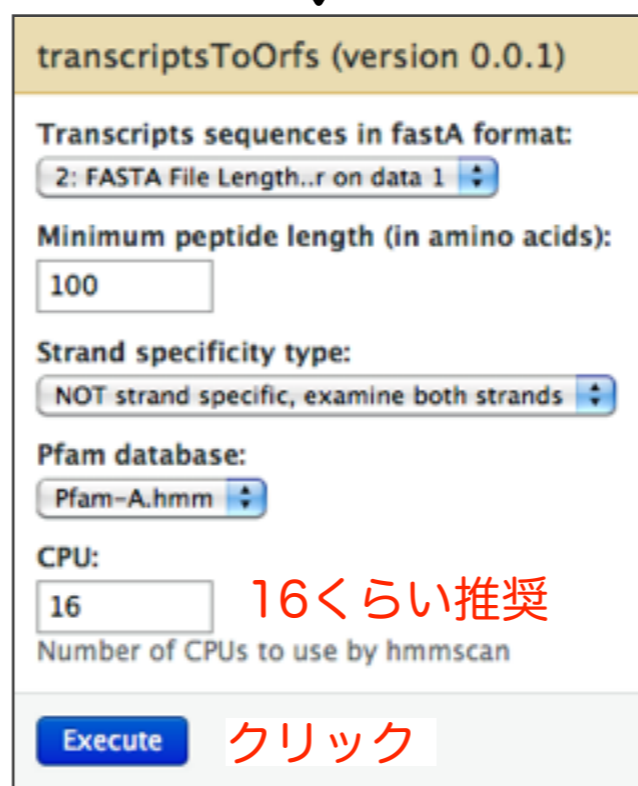 transcriptsToOrfs (version 0.0.1)
Transcripts sequences in fastA format:
2: FASTA File Length..r on data 1
Minimum peptide length (in amino acids):
100
Strand specificity type:
NOT strand specific, examine both strands
Pfam database:
Pfam-A.hmm
CPU:
16 16くらい推奨
Number of CPUs to use by hmmscan
Execute クリック